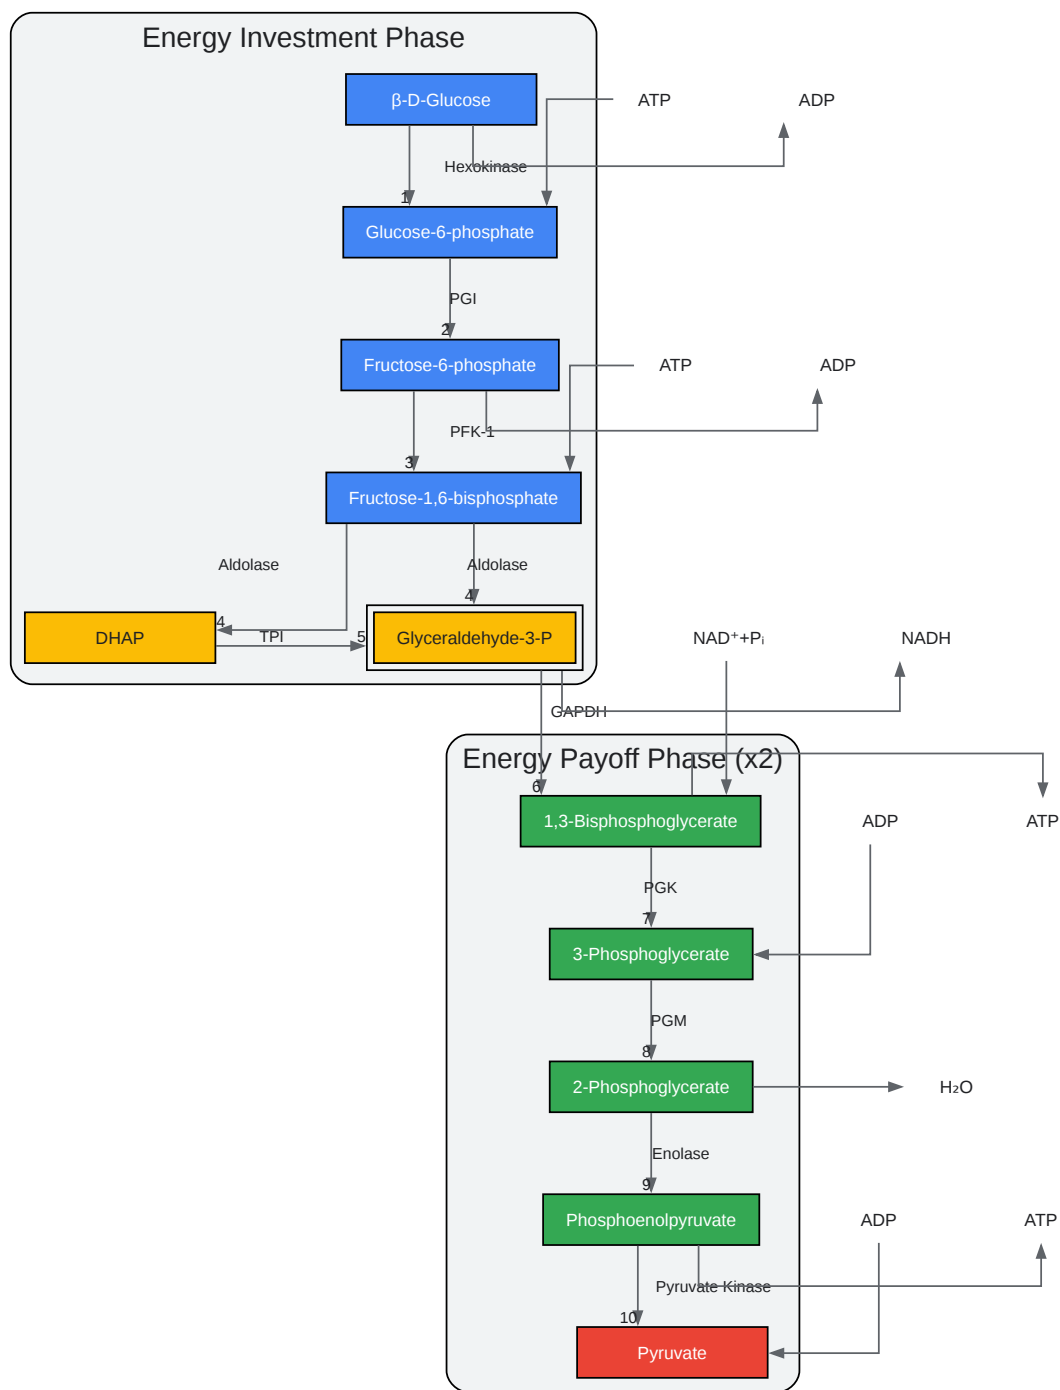 Energy Investment Phase
β-D-Glucose
ATP
ADP
Hexokinase
1
Glucose-6-phosphate
PGI
2
Fructose-6-phosphate
ATP
ADP
PFK-1
3
Fructose-1,6-bisphosphate
Aldolase
Aldolase
4
4
DHAP
TPI
5
Glyceraldehyde-3-P
NAD⁺+Pᵢ
NADH
GAPDH
Energy Payoff Phase (x2)
6
1,3-Bisphosphoglycerate
ADP
ATP
PGK
7
3-Phosphoglycerate
PGM
8
2-Phosphoglycerate
H₂O
Enolase
9
Phosphoenolpyruvate
ADP
ATP
Pyruvate Kinase
10
Pyruvate